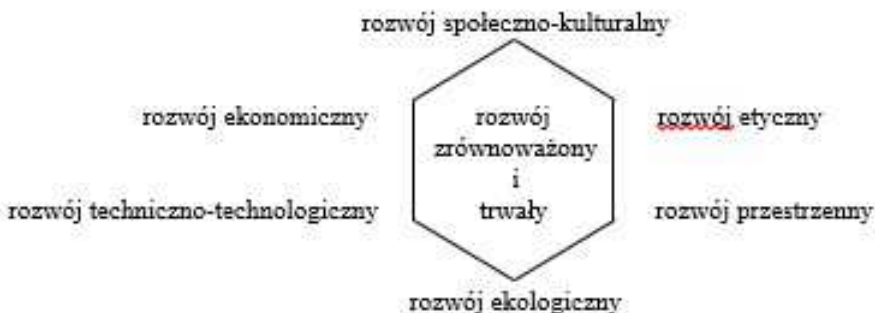 rozwój społeczno-kulturalny
rozwój ekonomiczny
rozwój
zrównoważony
i
trwały
rozwój etyczny
rozwój techniczno-technologiczny
rozwój przestrzenny
rozwój ekologiczny